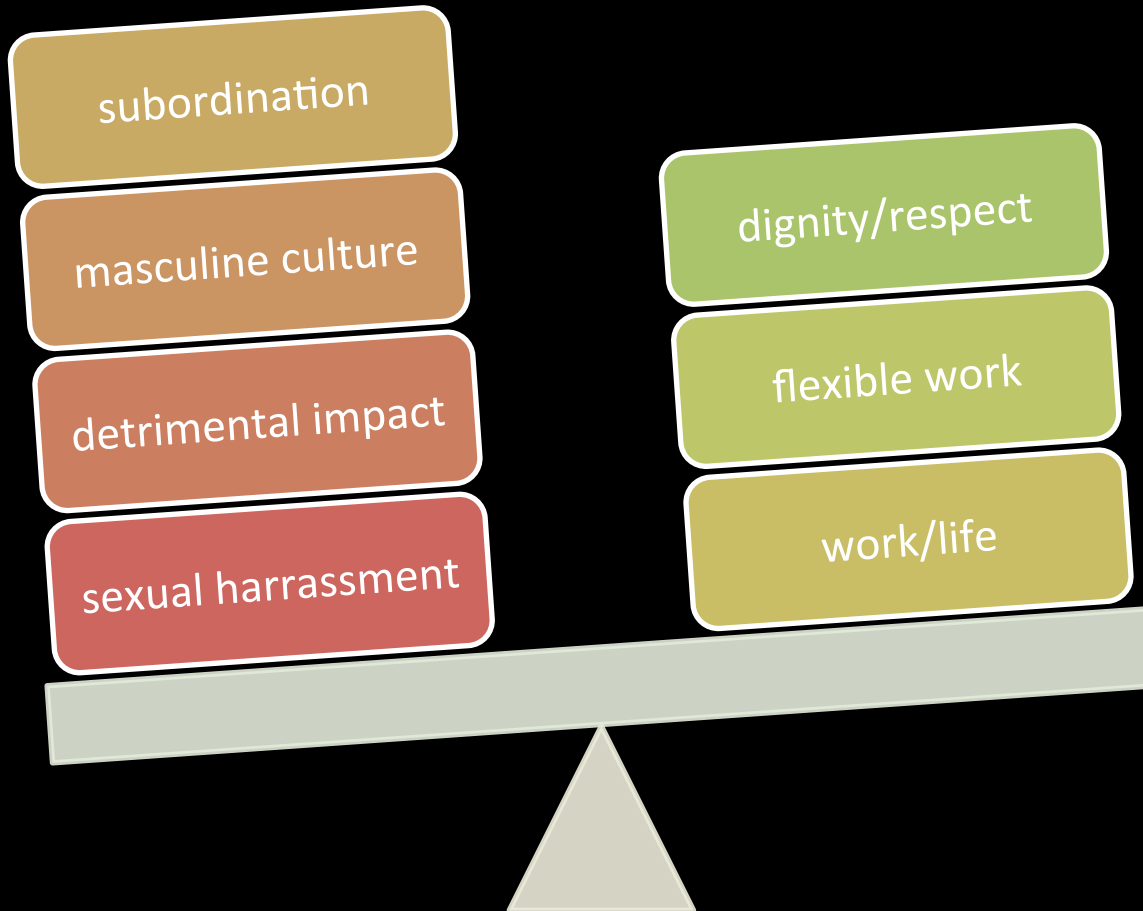 subordination
masculine culture
detrimental impact
sexual harrassment
dignity/respect
flexible work
work/life